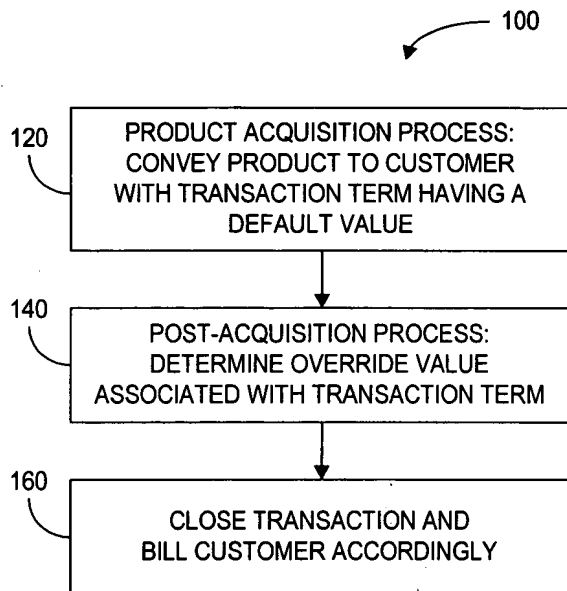 100
120
PRODUCT ACQUISITION PROCESS:
CONVEY PRODUCT TO CUSTOMER
WITH TRANSACTION TERM HAVING A
DEFAULT VALUE
140
POST-ACQUISITION PROCESS:
DETERMINE OVERRIDE VALUE
ASSOCIATED WITH TRANSACTION TERM
160
CLOSE TRANSACTION AND
BILL CUSTOMER ACCORDINGLY